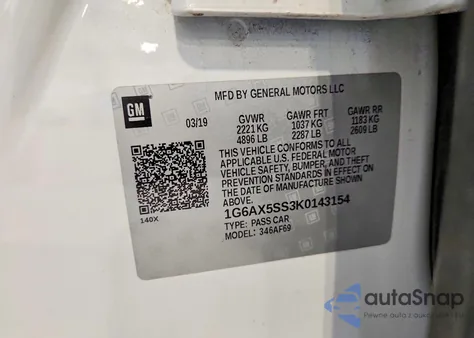 GM
MFD BY GENERAL MOTORS LLC
03/19 GVWR GAWR FRT GAWR RR
2221 KG 1037 KG 1183 KG
4896 LB 2287 LB 2609 LB
THIS VEHICLE CONFORMS TO ALL
APPLICABLE U.S. FEDERAL MOTOR
VEHICLE SAFETY, BUMPER, AND THEFT
PREVENTION STANDARDS IN EFFECT ON
THE DATE OF MANUFACTURE SHOWN
ABOVE.
140X
1G6AX5SS3K0143154
TYPE: PASS CAR
MODEL: 346AF69
autoSnap
Pewne auta z aukcji